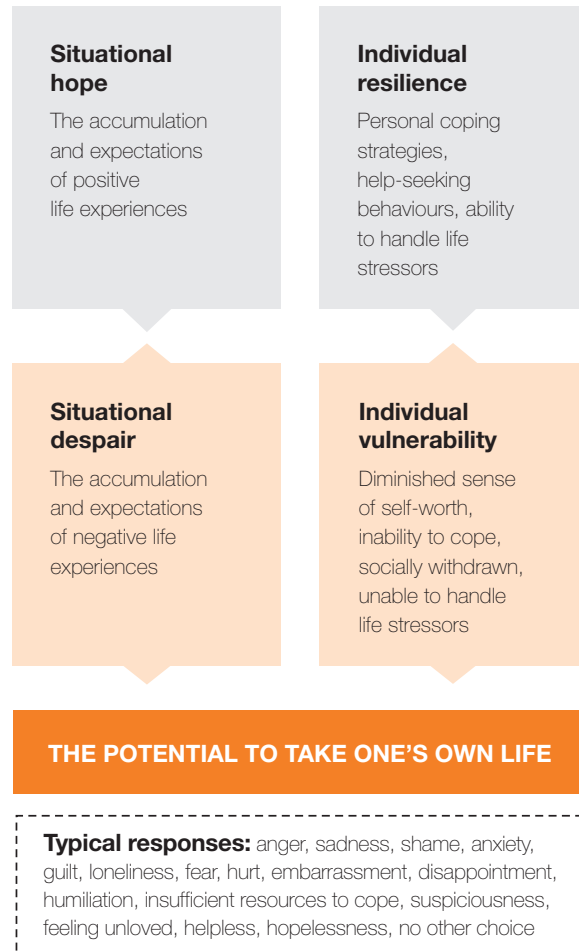 Situational
hope
The accumulation
and expectations
of positive
life experiences
Individual
resilience
Personal coping
strategies,
help-seeking
behaviours, ability
to handle life
stressors
Situational
despair
The accumulation
and expectations
of negative life
experiences
Individual
vulnerability
Diminished sense
of self-worth,
inability to cope,
socially withdrawn,
unable to handle
life stressors
THE POTENTIAL TO TAKE ONE’S OWN LIFE
Typical responses: anger, sadness, shame, anxiety,
guilt, loneliness, fear, hurt, embarrassment, disappointment,
humiliation, insufficient resources to cope, suspiciousness,
feeling unloved, helpless, hopelessness, no other choice